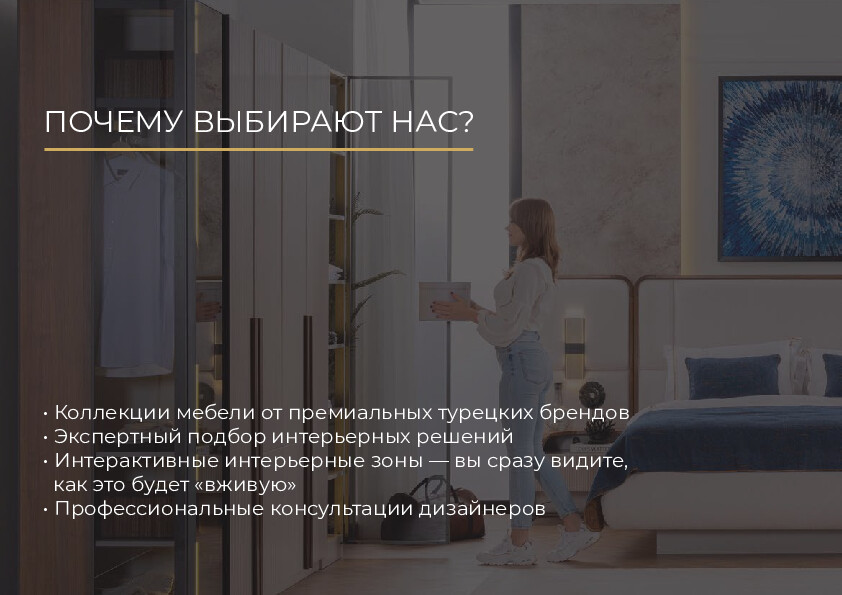 ПОЧЕМУ ВЫБИРАЮТ НАС?
• Коллекции мебели от премиальных турецких брендов
• Экспертный подбор интерьерных решений
• Интерактивные интерьерные зоны — вы сразу видите,
как это будет «вживую»
• Профессиональные консультации дизайнеров